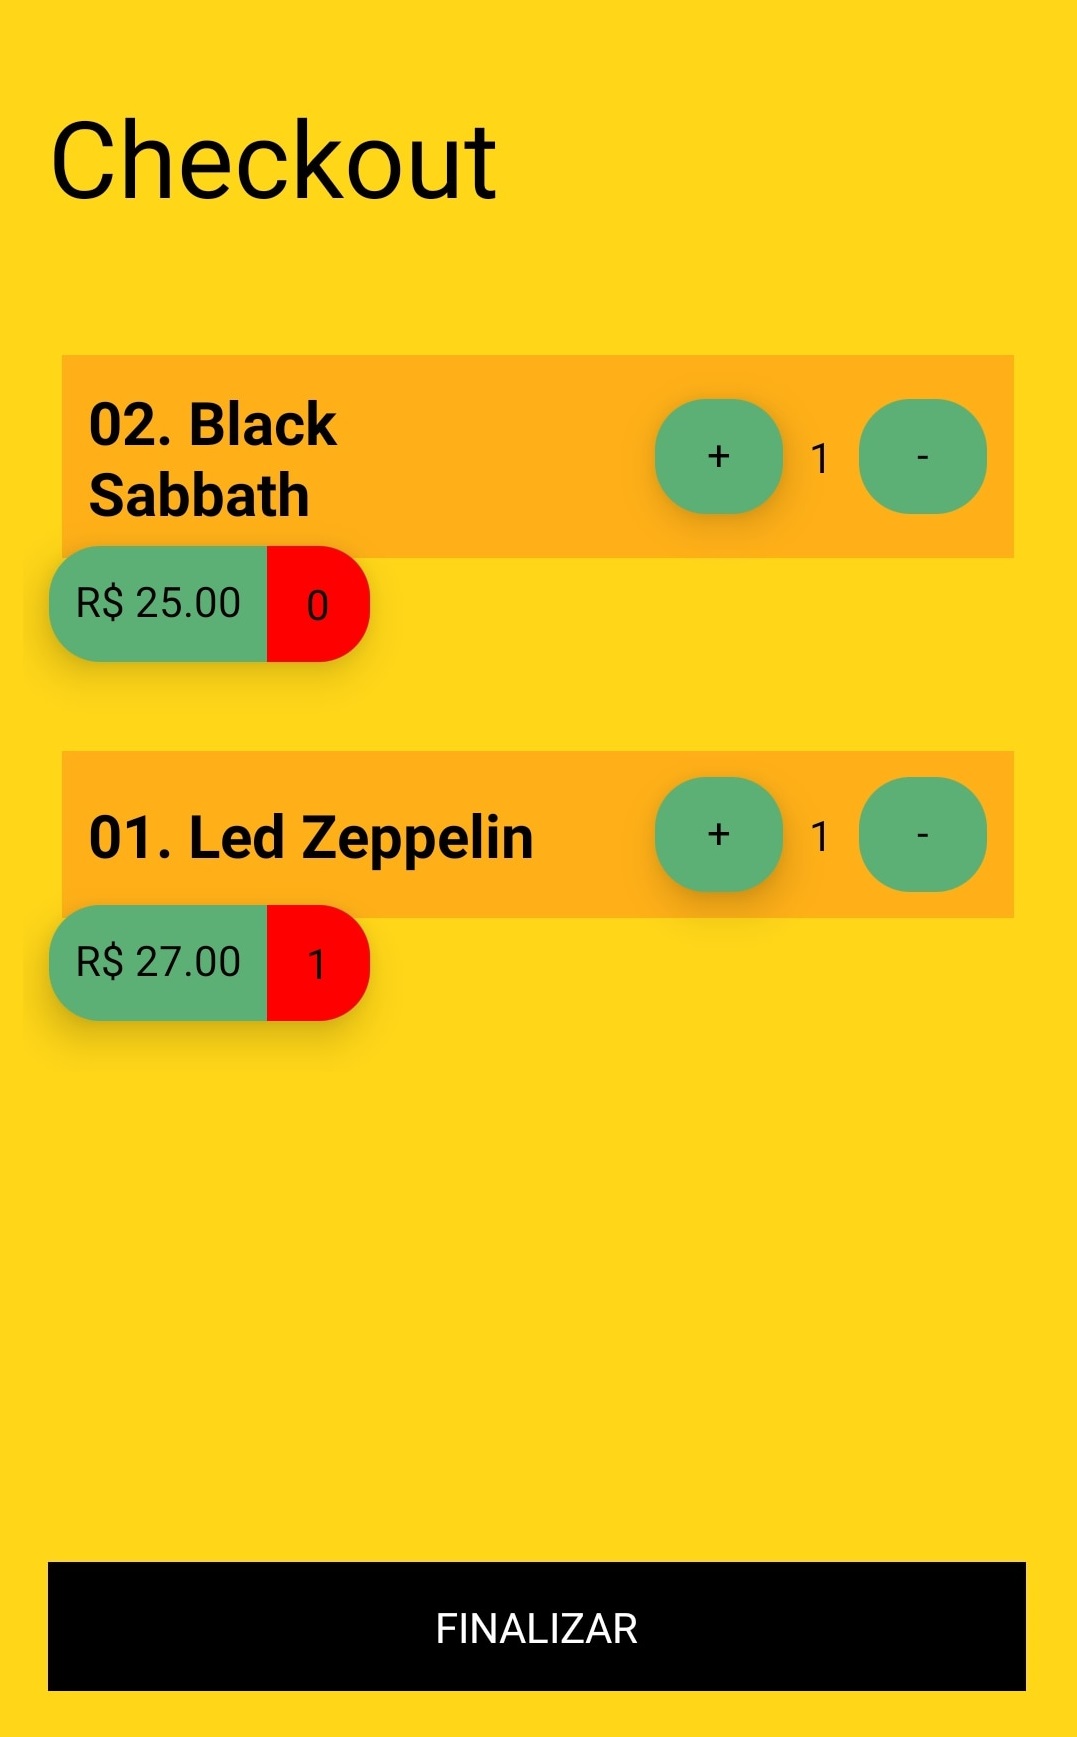 Checkout
02. Black
Sabbath
+ 1 -
R$ 25.00 0
01. Led Zeppelin
+ 1 -
R$ 27.00 1
FINALIZAR